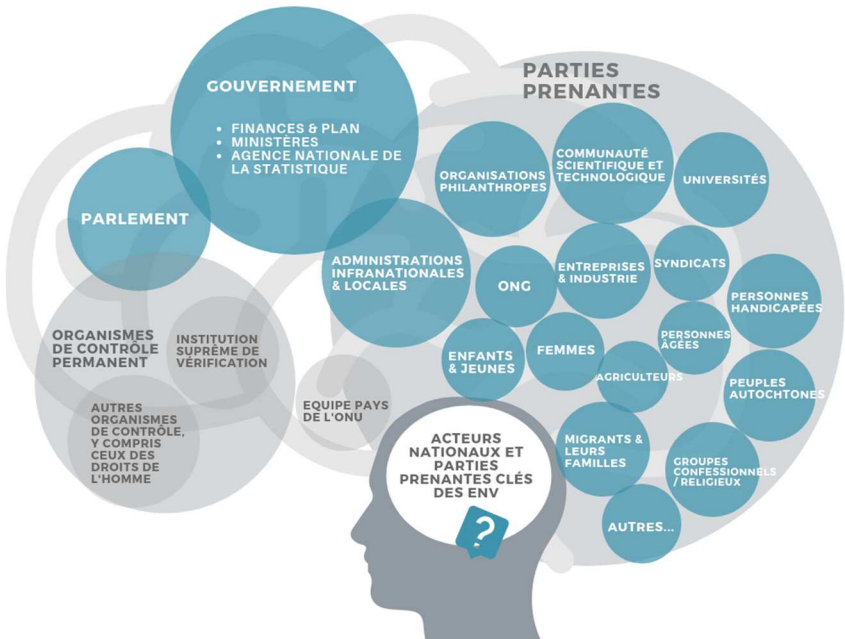 PARTIES
PRENANTES
GOUVERNEMENT
• FINANCES & PLAN
• MINISTÈRES
• AGENCE NATIONALE DE
LA STATISTIQUE
PARLEMENT
ADMINISTRATIONS
INFRANATIONALES
& LOCALES
ORGANISMES
DE CONTRÔLE
PERMANENT
INSTITUTION
SUPRÊME DE
VÉRIFICATION
AUTRES
ORGANISMES
DE CONTRÔLE,
Y COMPRIS
CEUX DES
DROITS DE
L'HOMME
EQUIPE PAYS
DE L'ONU
ORGANISATIONS
PHILANTHROPES
COMMUNAUTÉ
SCIENTIFIQUE ET
TECHNOLOGIQUE
UNIVERSITÉS
ONG
ENTREPRISES
& INDUSTRIE
SYNDICATS
PERSONNES
HANDICAPÉES
ENFANTS
& JEUNES
FEMMES
PERSONNES
ÂGÉES
AGRICULTEURS
PEUPLES
AUTOCHTONES
MIGRANTS &
LEURS
FAMILLES
GROUPES
CONFESSIONNELS
/ RELIGIEUX
AUTRES...
ACTEURS
NATIONAUX ET
PARTIES
PRENANTES CLÉS
DES ENV
?